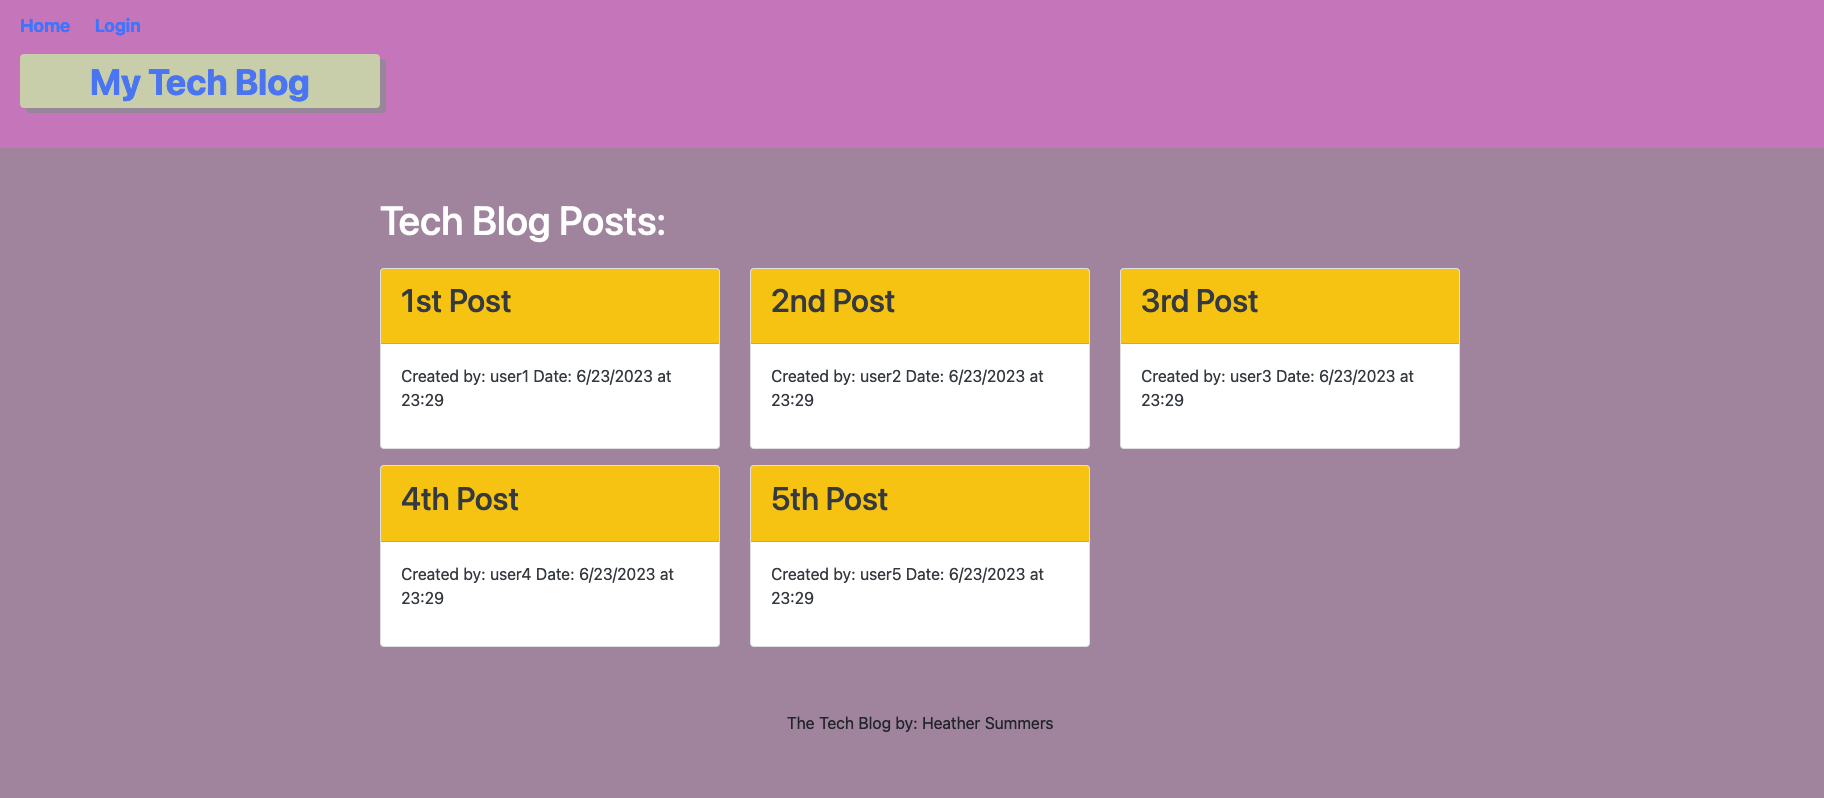 Home Login
My Tech Blog
Tech Blog Posts:
1st Post
Created by: user1 Date: 6/23/2023 at
23:29
2nd Post
Created by: user2 Date: 6/23/2023 at
23:29
3rd Post
Created by: user3 Date: 6/23/2023 at
23:29
4th Post
Created by: user4 Date: 6/23/2023 at
23:29
5th Post
Created by: user5 Date: 6/23/2023 at
23:29
The Tech Blog by: Heather Summers